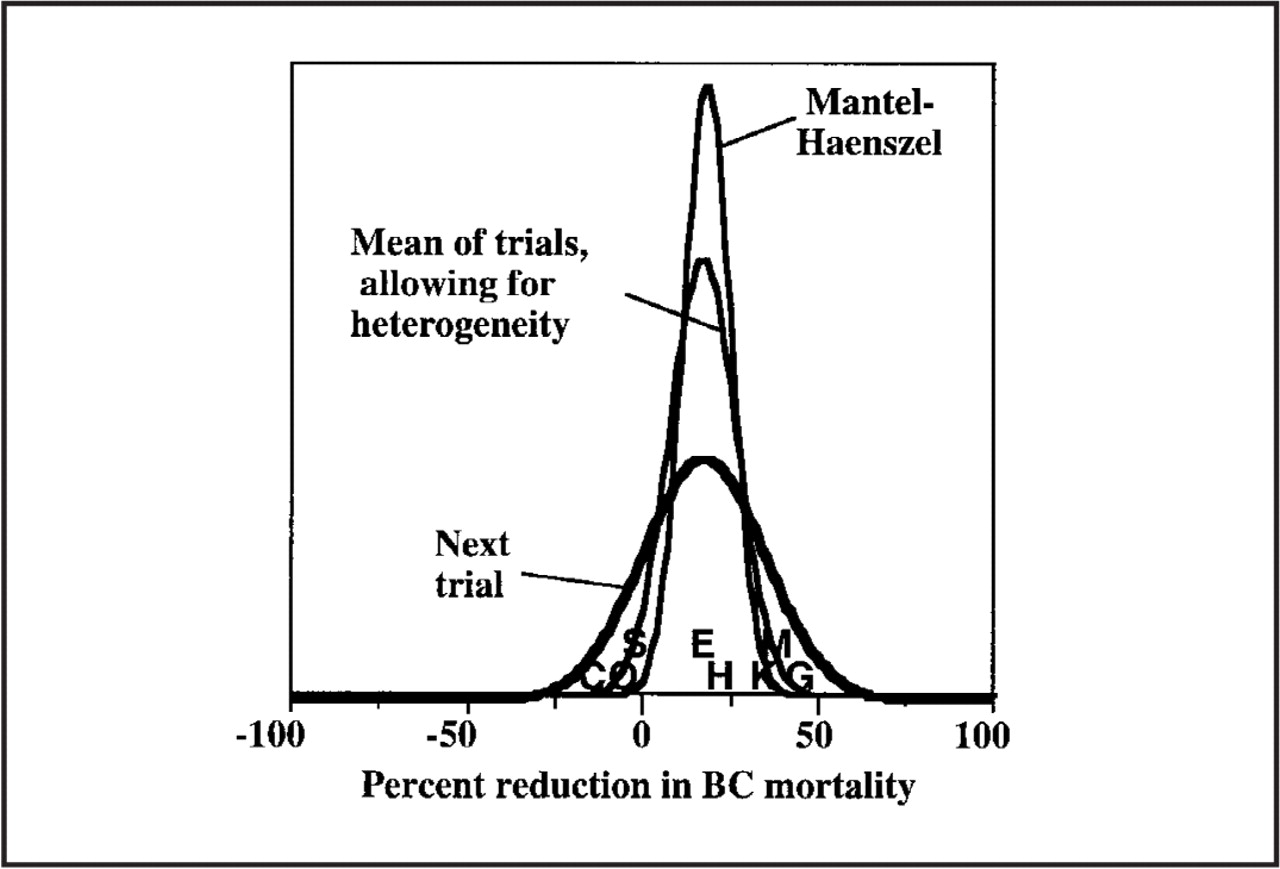 Mantel-
Haenszel
Mean of trials,
allowing for
heterogeneity
Next
trial
S E M
C O H K G
-100 -50 0 50 100
Percent reduction in BC mortality